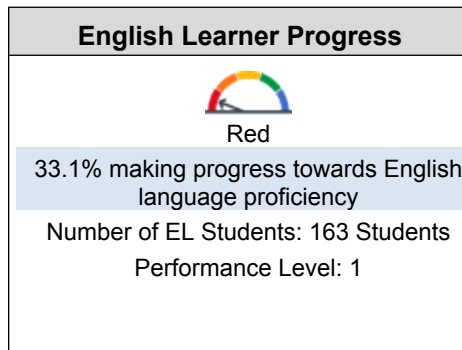 English Learner Progress
Red
33.1% making progress towards English
language proficiency
Number of EL Students: 163 Students
Performance Level: 1